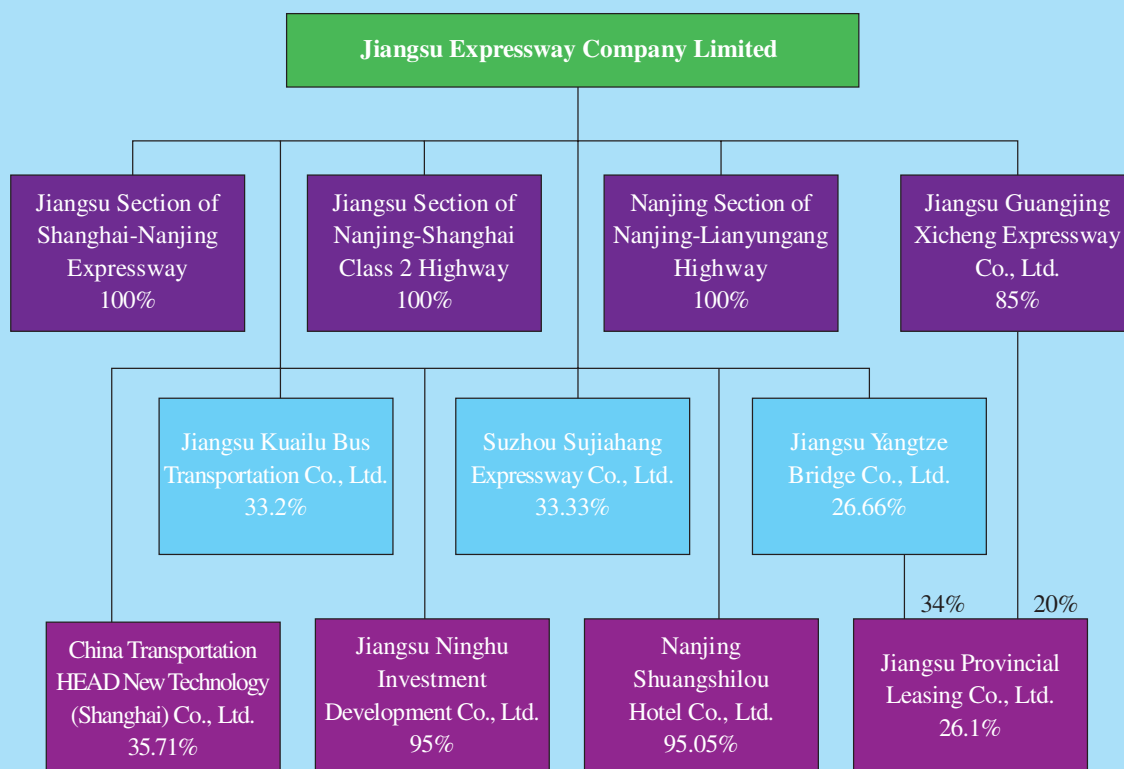 Jiangsu Expressway Company Limited
Jiangsu Section of
Shanghai-Nanjing
Expressway
100%
Jiangsu Section of
Nanjing-Shanghai
Class 2 Highway
100%
Nanjing Section of
Nanjing-Lianyungang
Highway
100%
Jiangsu Guangjing
Xicheng Expressway
Co., Ltd.
85%
Jiangsu Kuailu Bus
Transportation Co., Ltd.
33.2%
Suzhou Sujiahang
Expressway Co., Ltd.
33.33%
Jiangsu Yangtze
Bridge Co., Ltd.
26.66%
34%
20%
China Transportation
HEAD New Technology
(Shanghai) Co., Ltd.
35.71%
Jiangsu Ninghu
Investment
Development Co., Ltd.
95%
Nanjing
Shuangshilou
Hotel Co., Ltd.
95.05%
Jiangsu Provincial
Leasing Co., Ltd.
26.1%